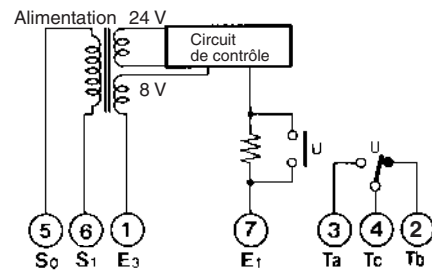 Alimentation 24 V
Circuit
de contrôle
8 V
U
U
5 6 1 7 3 4 2
S0 S1 E3 E1 Ta Tc Tb